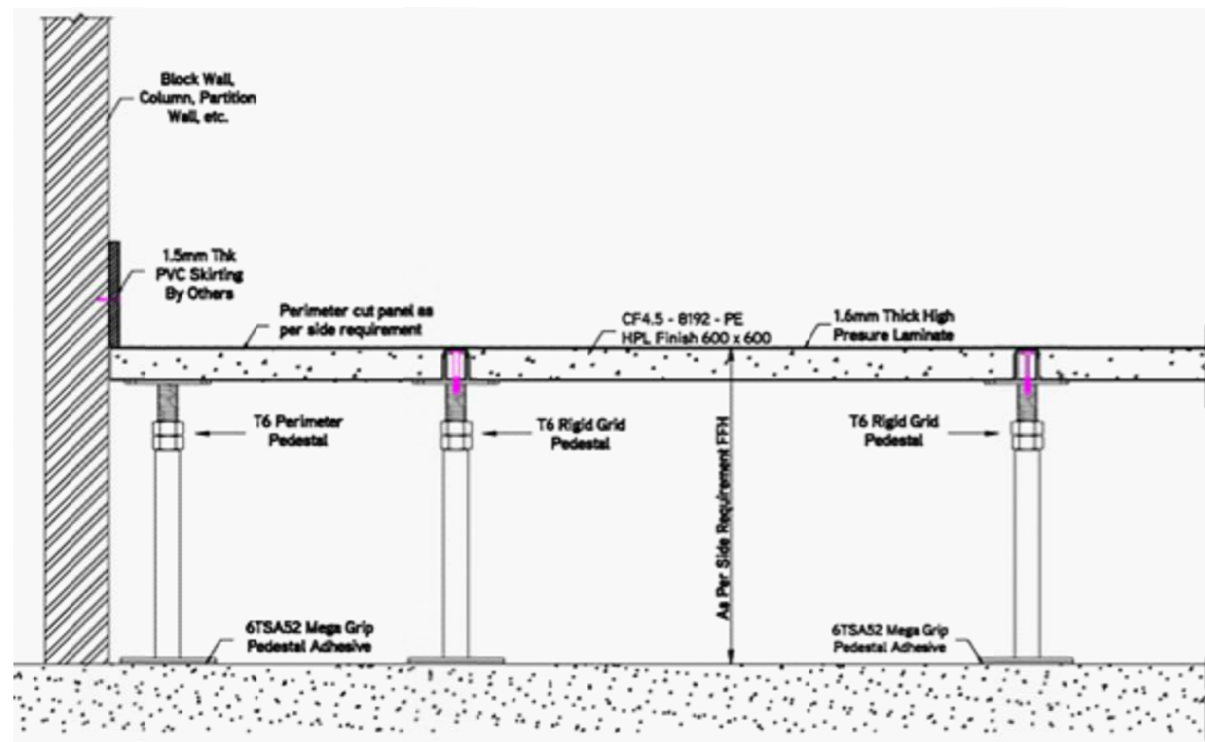 Block Wall,
Column, Partition
Wall, etc.
1.5mm Thk
PVC Skirting
By Others
Perimeter cut panel as
per side requirement
CF4.5 - 8192 - PE
HPL Finish 600 x 600
1.6mm Thick High
Presure Laminate
T6 Perimeter
Pedestal
T6 Rigid Grid
Pedestal
T6 Rigid Grid
Pedestal
As Per Side Requirement FFH
6TSA52 Mega Grip
Pedestal Adhesive
6TSA52 Mega Grip
Pedestal Adhesive